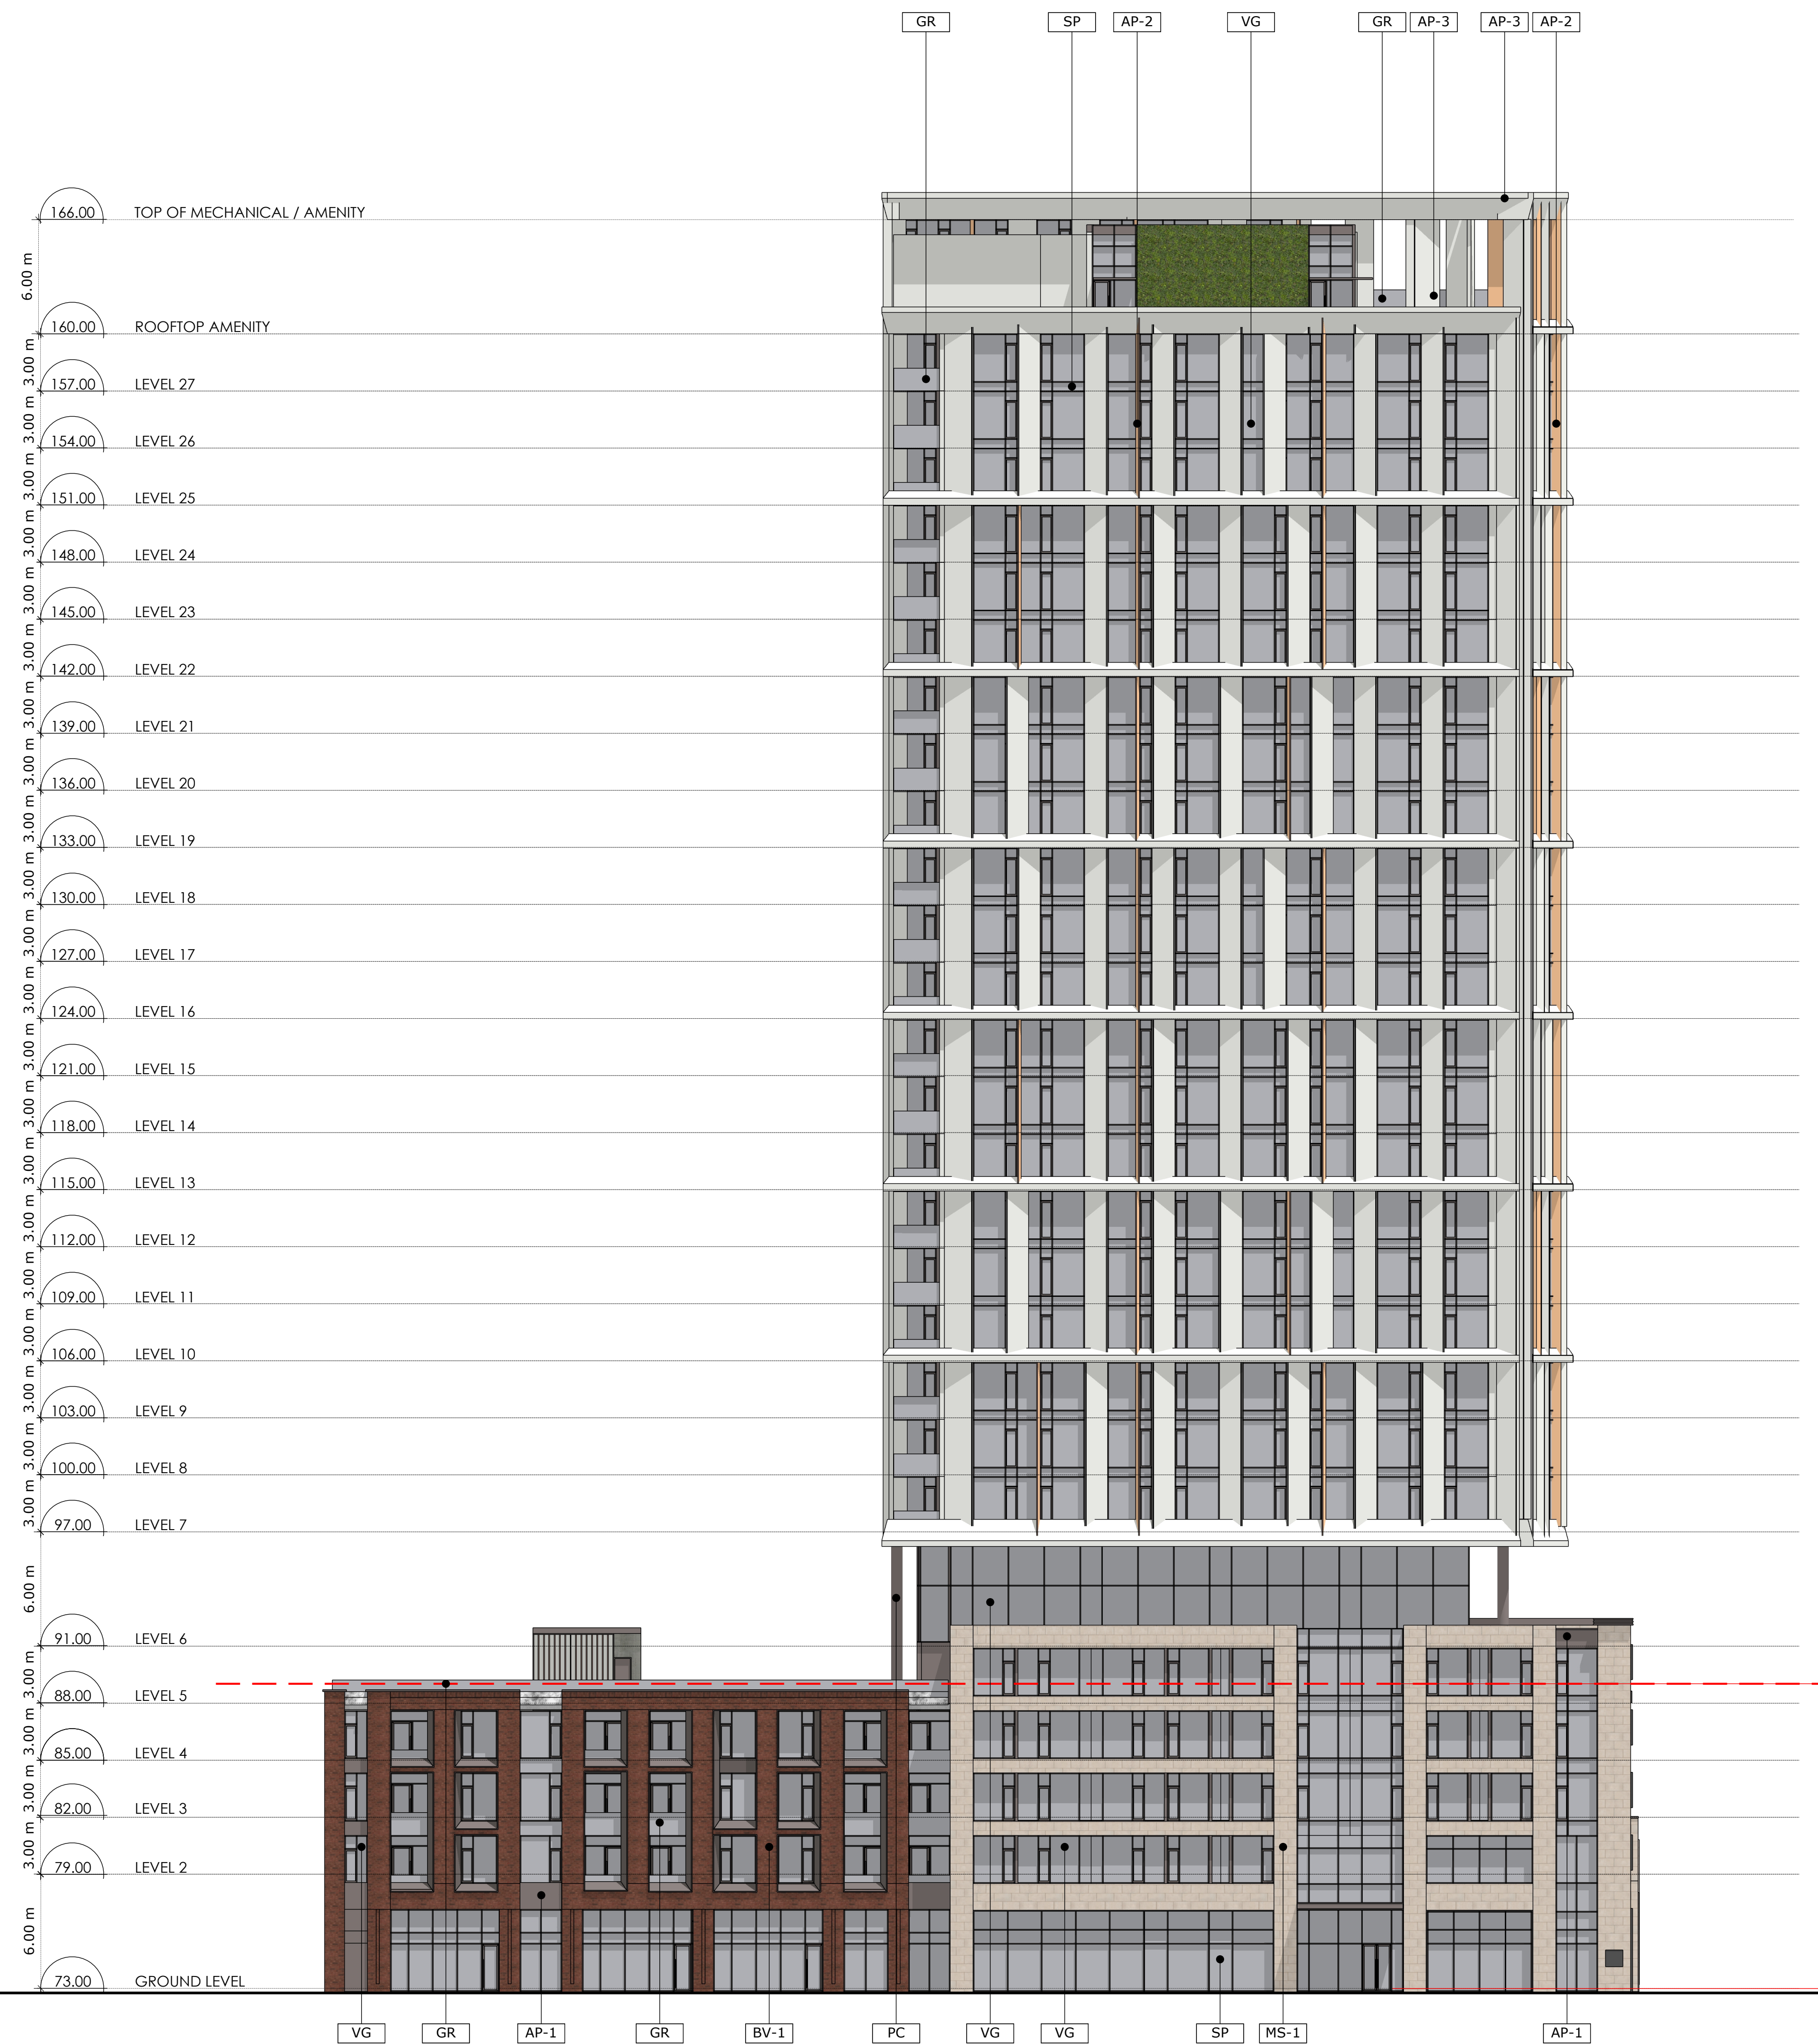 GR SP AP-2 VG GR AP-3 AP-3 AP-2
166.00 TOP OF MECHANICAL / AMENITY
6.00 m
160.00 ROOFTOP AMENITY
3.00 m
157.00 LEVEL 27
3.00 m
154.00 LEVEL 26
3.00 m
151.00 LEVEL 25
3.00 m
148.00 LEVEL 24
3.00 m
145.00 LEVEL 23
3.00 m
142.00 LEVEL 22
3.00 m
139.00 LEVEL 21
3.00 m
136.00 LEVEL 20
3.00 m
133.00 LEVEL 19
3.00 m
130.00 LEVEL 18
3.00 m
127.00 LEVEL 17
3.00 m
124.00 LEVEL 16
3.00 m
121.00 LEVEL 15
3.00 m
118.00 LEVEL 14
3.00 m
115.00 LEVEL 13
3.00 m
112.00 LEVEL 12
3.00 m
109.00 LEVEL 11
3.00 m
106.00 LEVEL 10
3.00 m
103.00 LEVEL 9
3.00 m
100.00 LEVEL 8
3.00 m
97.00 LEVEL 7
6.00 m
91.00 LEVEL 6
3.00 m
88.00 LEVEL 5
3.00 m
85.00 LEVEL 4
3.00 m
82.00 LEVEL 3
3.00 m
79.00 LEVEL 2
6.00 m
73.00 GROUND LEVEL
VG GR AP-1 GR BV-1 PC VG VG SP MS-1 AP-1